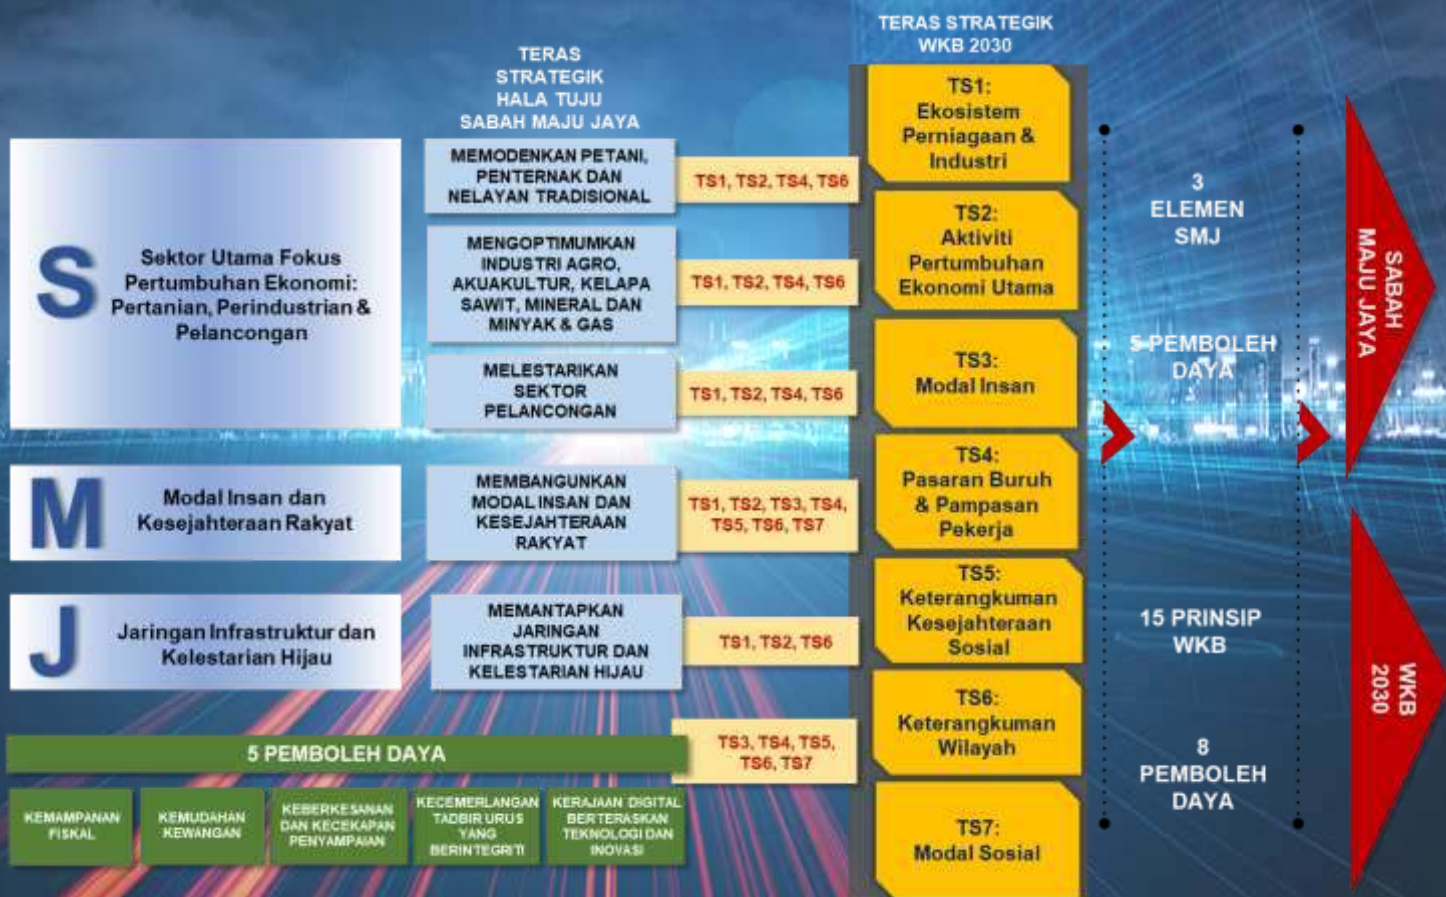 TERAS
STRATEGIK
HALA TUJU
SABAH MAJU JAYA
TERAS STRATEGIK
WKB 2030
S
Sektor Utama Fokus
Pertumbuhan Ekonomi:
Pertanian, Perindustrian &
Pelancongan
MEMODENKAN PETANI,
PENTERNAK DAN
NELAYAN TRADISIONAL
TS1, TS2, TS4, TS6
MENGOPTIMUMKAN
INDUSTRI AGRO,
AKUAKULTUR, KELAPA
SAWIT, MINERAL DAN
MINYAK & GAS
TS1, TS2, TS4, TS6
MELESTARIKAN
SEKTOR
PELANCONGAN
TS1, TS2, TS4, TS6
M
Modal Insan dan
Kesejahteraan Rakyat
MEMBANGUNKAN
MODAL INSAN DAN
KESEJAHTERAAN
RAKYAT
TS1, TS2, TS3, TS4,
TS5, TS6, TS7
J
Jaringan Infrastruktur dan
Kelestarian Hijau
MEMANTAPKAN
JARINGAN
INFRASTRUKTUR DAN
KELESTARIAN HIJAU
TS1, TS2, TS6
5 PEMBOLEH DAYA
TS3, TS4, TS5,
TS6, TS7
KEMAMPANAN
FISKAL
KEMUDAHAN
KEWANGAN
KEBERKESANAN
DAN KECEKAPAN
PENYAMPAIAN
KECEMERLANGAN
TADBIR URUS
YANG
BERINTEGRITI
KERAJAAN DIGITAL
BERTERASKAN
TEKNOLOGI DAN
INOVASI
TS1:
Ekosistem
Perniagaan &
Industri
TS2:
Aktiviti
Pertumbuhan
Ekonomi Utama
TS3:
Modal Insan
TS4:
Pasaran Buruh
& Pampasan
Pekerja
TS5:
Keterangkuman
Kesejahteraan
Sosial
TS6:
Keterangkuman
Wilayah
TS7:
Modal Sosial
3
ELEMEN
SMJ
5 PEMBOLEH
DAYA
15 PRINSIP
WKB
8
PEMBOLEH
DAYA
SABAH
MAJU JAYA
WKB
2030